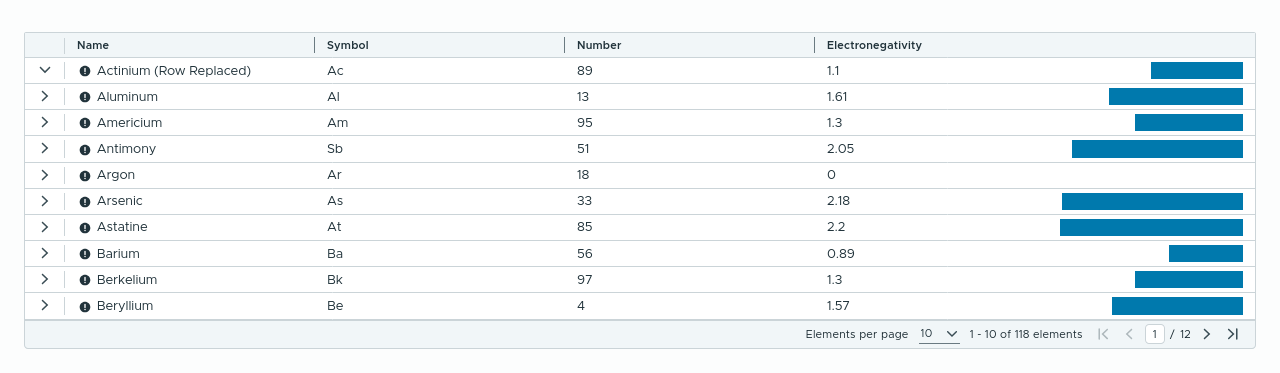 Name Symbol Number Electronegativity
Actinium (Row Replaced) Ac 89 1.1
Aluminum Al 13 1.61
Americium Am 95 1.3
Antimony Sb 51 2.05
Argon Ar 18 0
Arsenic As 33 2.18
Astatine At 85 2.2
Barium Ba 56 0.89
Berkelium Bk 97 1.3
Beryllium Be 4 1.57
Elements per page 10 1 - 10 of 118 elements 1 / 12